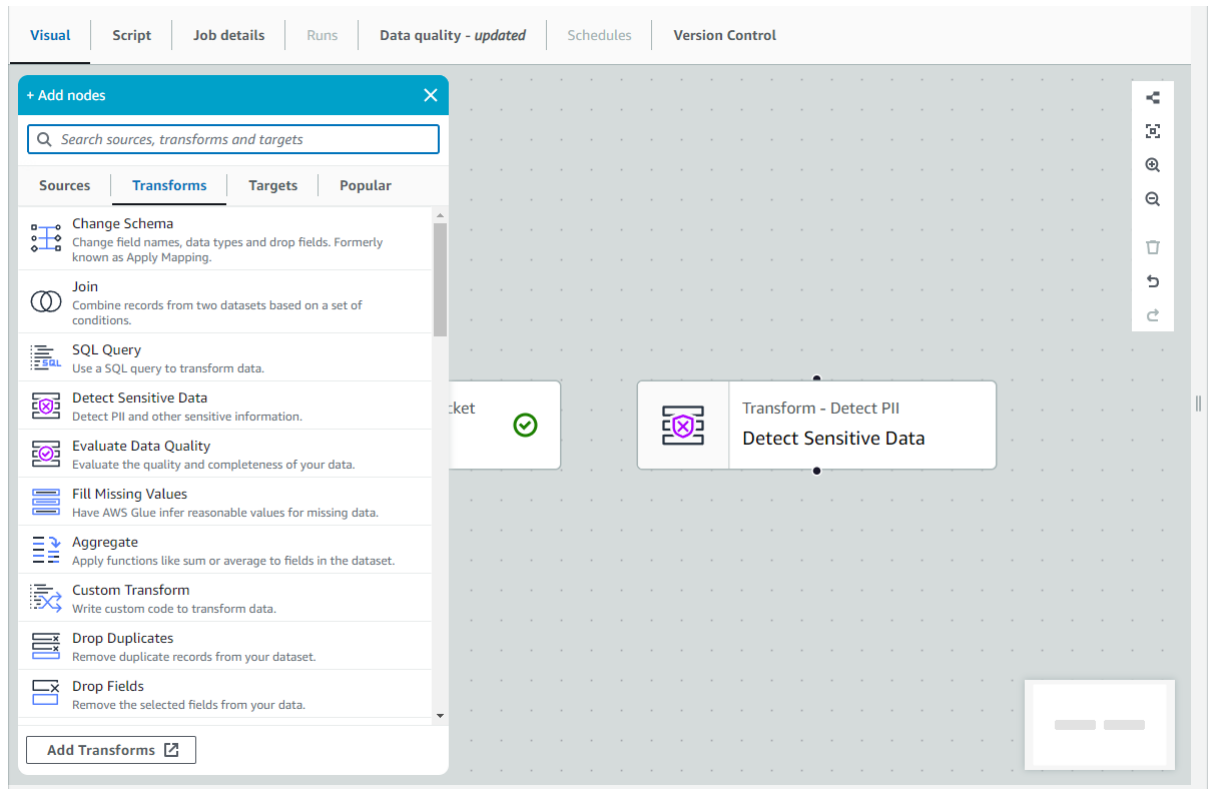 Visual Script Job details Runs Data quality - updated Schedules Version Control
+ Add nodes
Search sources, transforms and targets
Sources Transforms Targets Popular
Change Schema
Change field names, data types and drop fields. Formerly
known as Apply Mapping.
Join
Combine records from two datasets based on a set of
conditions.
SQL
SQL Query
Use a SQL query to transform data.
Detect Sensitive Data
Detect PII and other sensitive information.
Evaluate Data Quality
Evaluate the quality and completeness of your data.
Fill Missing Values
Have AWS Glue infer reasonable values for missing data.
Aggregate
Apply functions like sum or average to fields in the dataset.
Custom Transform
Write custom code to transform data.
Drop Duplicates
Remove duplicate records from your dataset.
Drop Fields
Remove the selected fields from your data.
Add Transforms
cket
Transform - Detect PII
Detect Sensitive Data